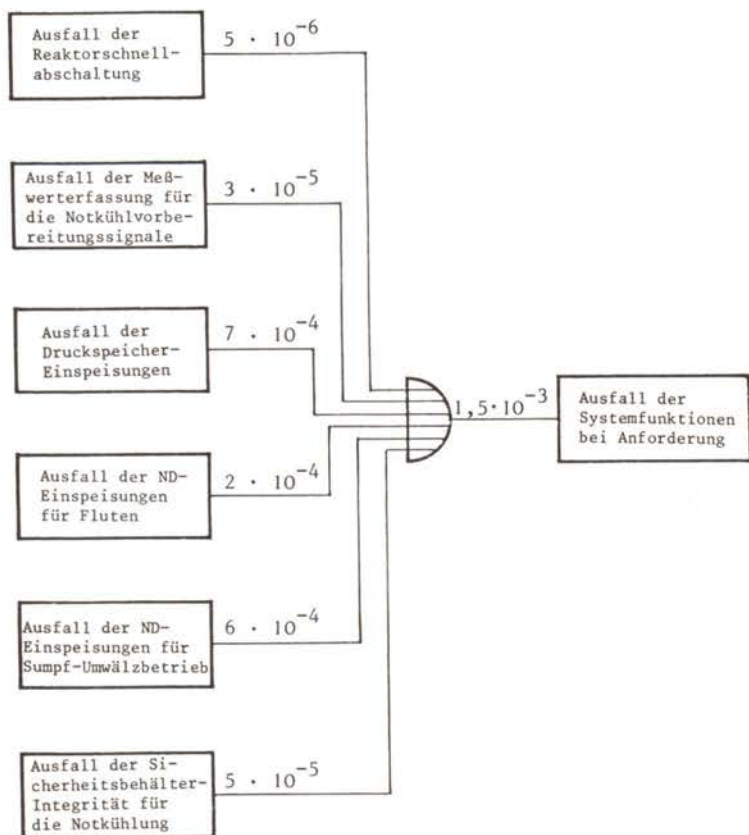 Ausfall der
Reaktorschnell-
abschaltung
5 · 10⁻⁶
Ausfall der Meß-
werterfassung für
die Notkühlvorbe-
reitungssignale
3 · 10⁻⁵
Ausfall der
Druckspeicher-
Einspeisungen
7 · 10⁻⁴
1,5·10⁻³
Ausfall der
Systemfunktionen
bei Anforderung
Ausfall der ND-
Einspeisungen
für Fluten
2 · 10⁻⁴
Ausfall der ND-
Einspeisungen für
Sumpf-Umwälzbetrieb
6 · 10⁻⁴
Ausfall der Si-
cherheitsbehälter-
Integrität für
die Notkühlung
5 · 10⁻⁵